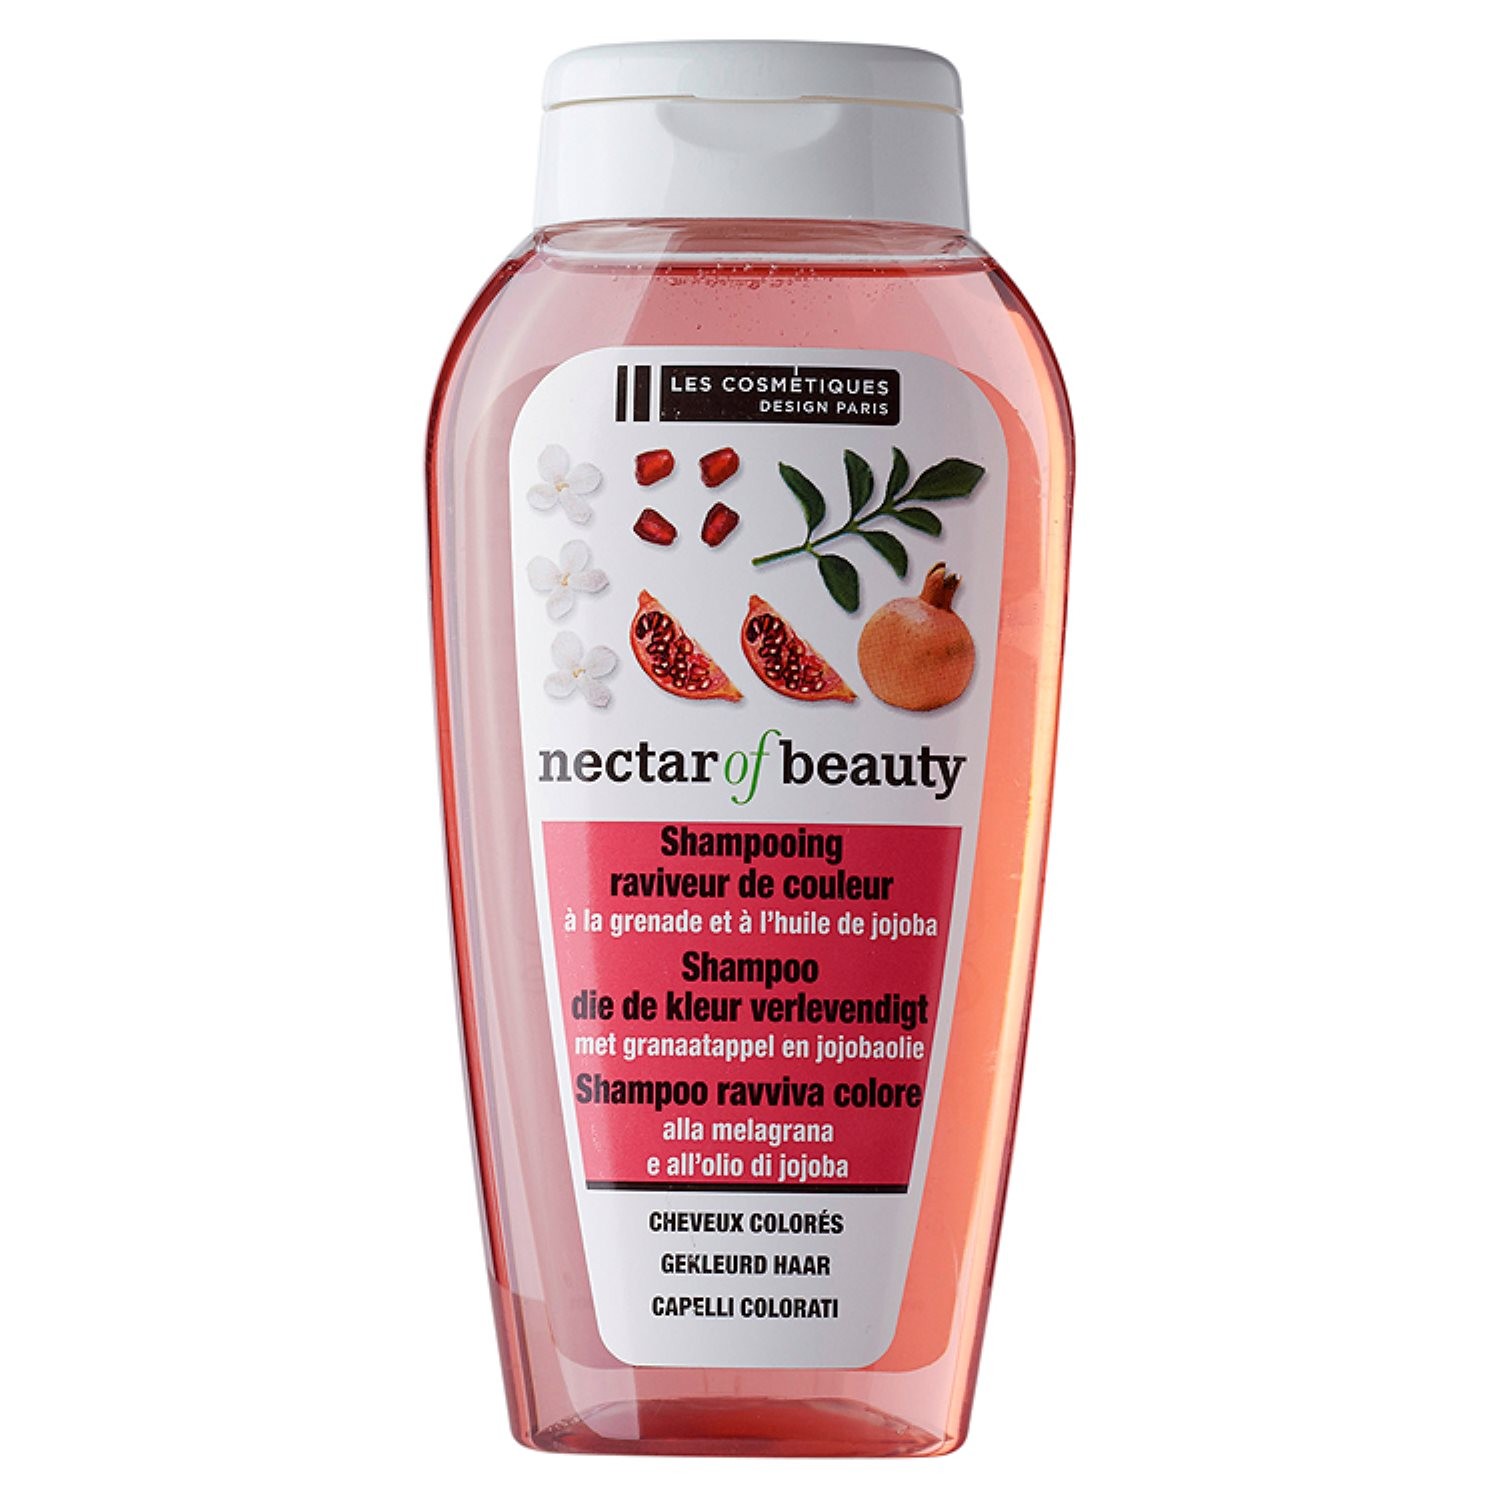 LES COSMÉTIQUES
DESIGN PARIS
nectar of beauty
Shampooing
raviveur de couleur
à la grenade et à l'huile de jojoba
Shampoo
die de kleur verlevendigt
met granaatappel en jojobaolie
Shampoo ravviva colore
alla melagrana
e all'olio di jojoba
CHEVEUX COLORÉS
GEKLEURD HAAR
CAPELLI COLORATI